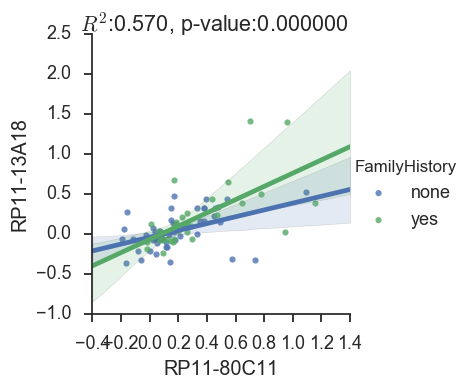 R²:0.570, p-value:0.000000
2.5
2.0
1.5
1.0
0.5
0.0
−0.5
−1.0
RP11-13A18
−0.4−0.20.0 0.2 0.4 0.6 0.8 1.0 1.2 1.4
RP11-80C11
FamilyHistory
none
yes